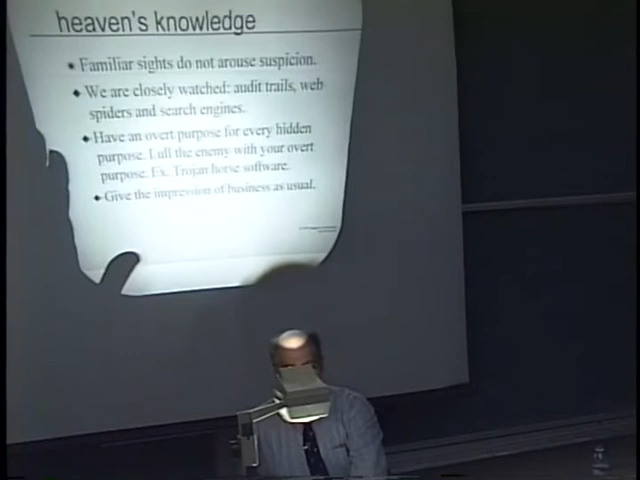 heaven's knowledge
Familiar sights do not arouse suspicion.
We are closely watched: audit trails, web
spiders and search engines.
Have an overt purpose for every hidden
purpose. Lull the enemy with your overt
purpose. Ex. Trojan horse software.
Give the impression of business as usual.